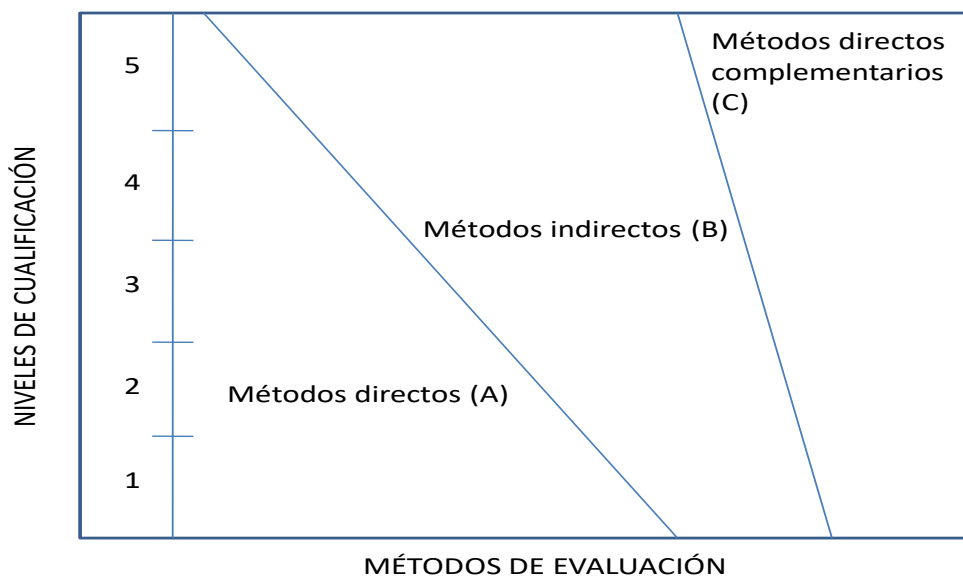 NIVELES DE CUALIFICACIÓN
5
4
3
2
1
Métodos directos
complementarios
(C)
Métodos indirectos (B)
Métodos directos (A)
MÉTODOS DE EVALUACIÓN